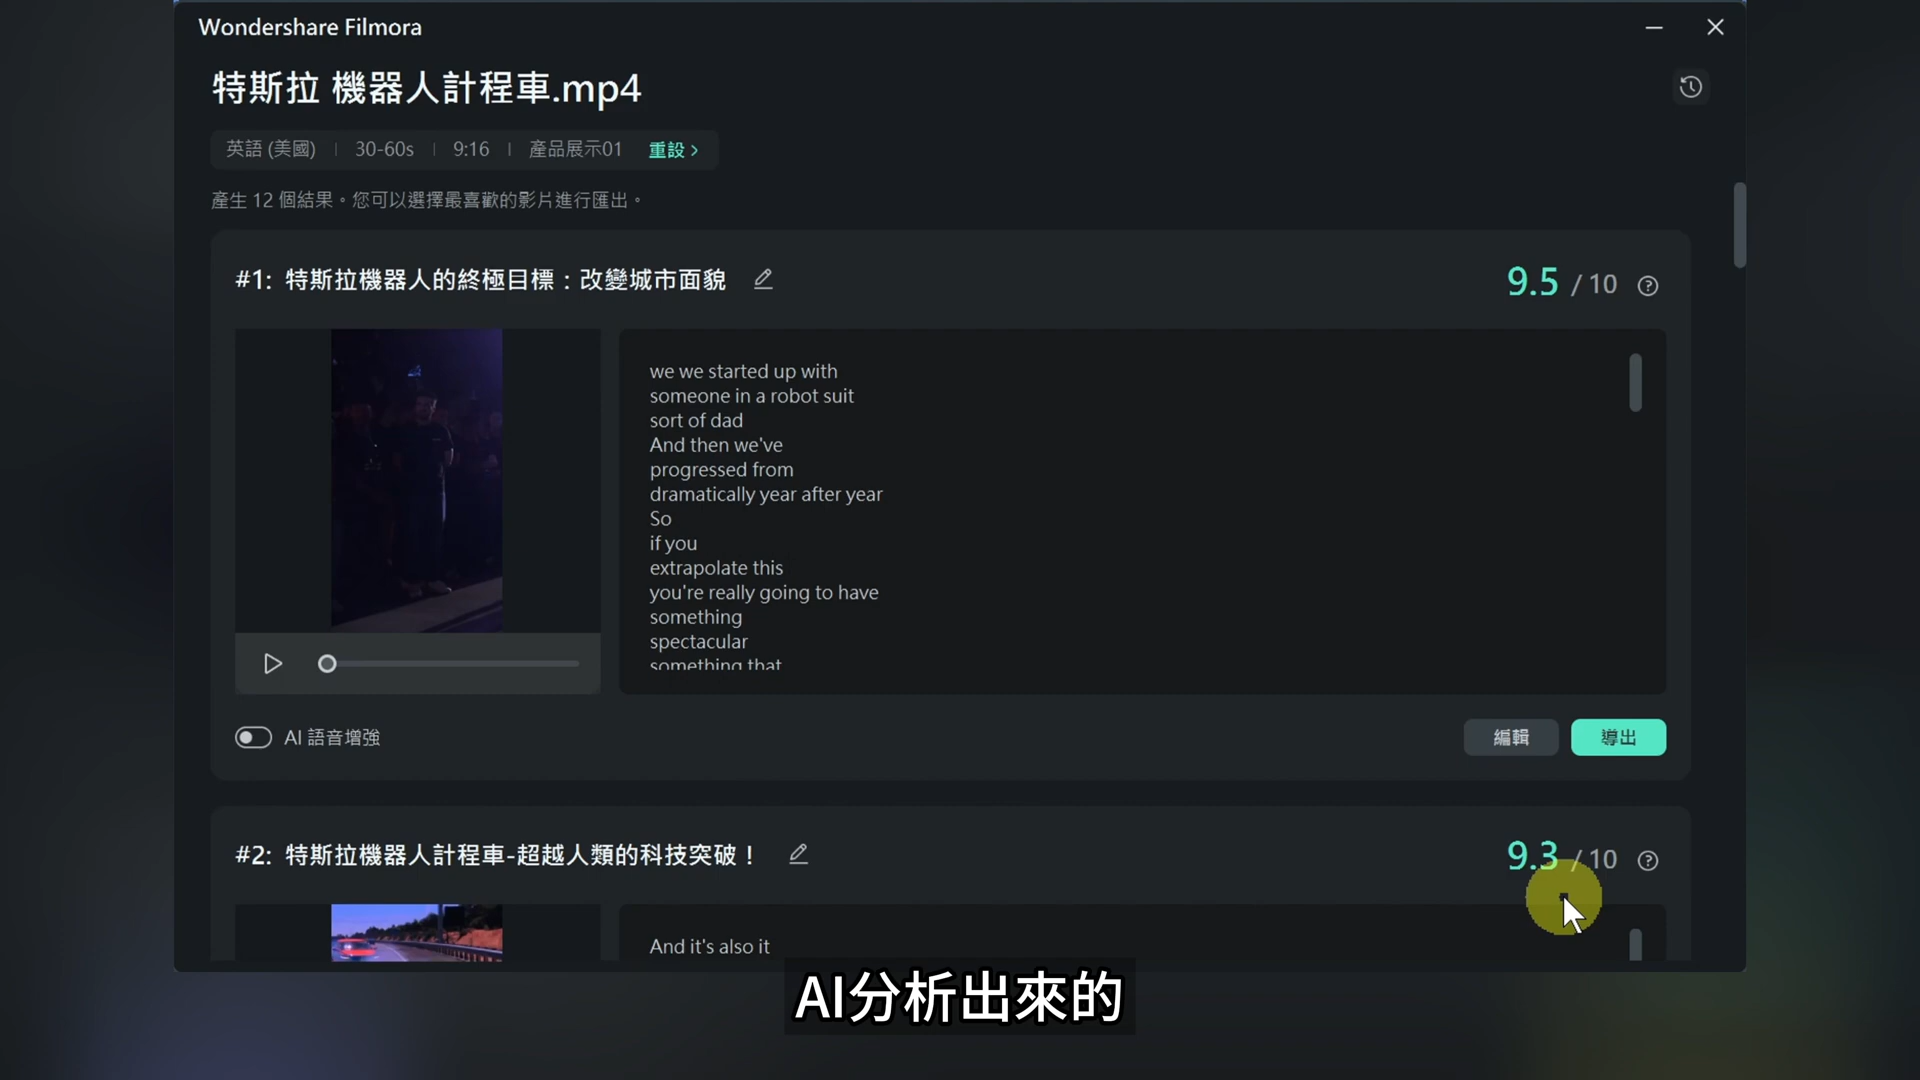 Wondershare Filmora
特斯拉 機器人計程車.mp4
英語 (美國) | 30-60s | 9:16 | 產品展示01 重設 >
產生 12 個結果。您可以選擇最喜歡的影片進行匯出。
#1: 特斯拉機器人的終極目標：改變城市面貌
9.5 / 10
we we started up with
someone in a robot suit
sort of dad
And then we've
progressed from
dramatically year after year
So
if you
extrapolate this
you're really going to have
something
spectacular
something that
AI 語音增強
編輯
導出
#2: 特斯拉機器人計程車-超越人類的科技突破！
9.3 / 10
And it's also it
AI分析出來的